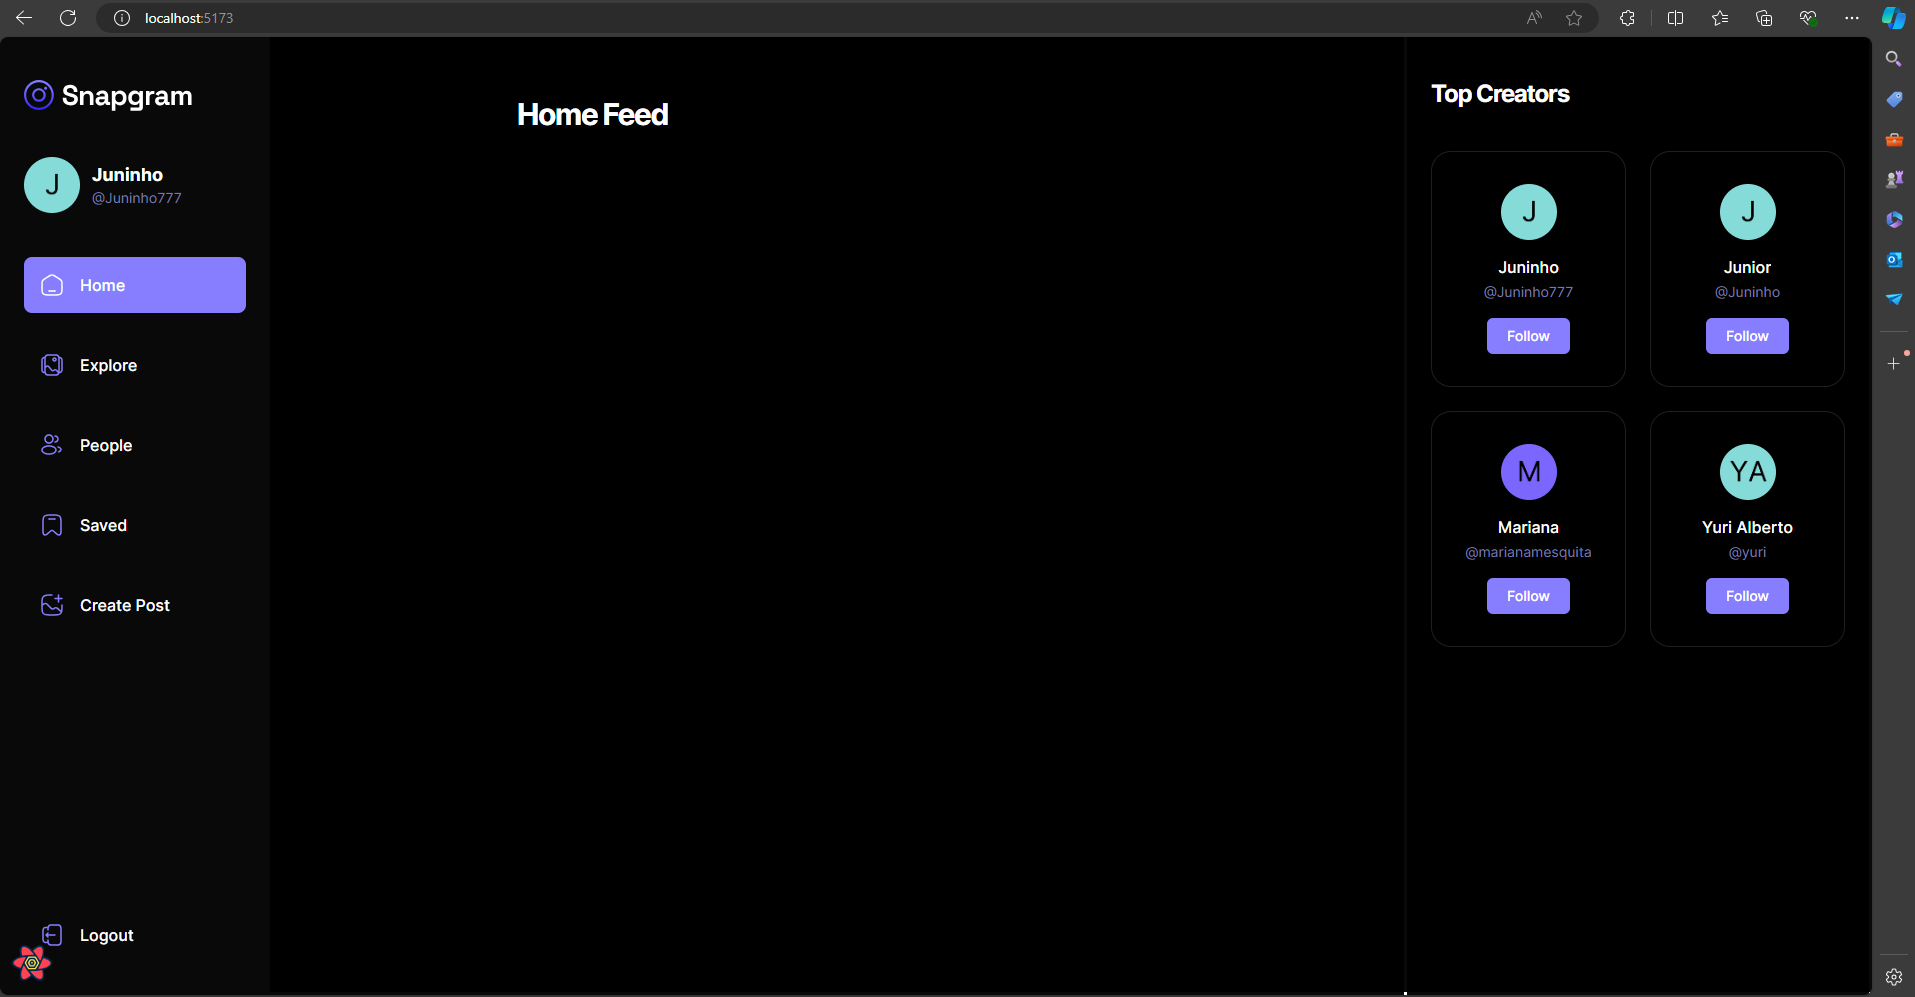 localhost:5173
Snapgram
J
Juninho
@Juninho777
Home
Explore
People
Saved
Create Post
Logout
Home Feed
Top Creators
J
Juninho
@Juninho777
Follow
J
Junior
@Juninho
Follow
M
Mariana
@marianamesquita
Follow
YA
Yuri Alberto
@yuri
Follow